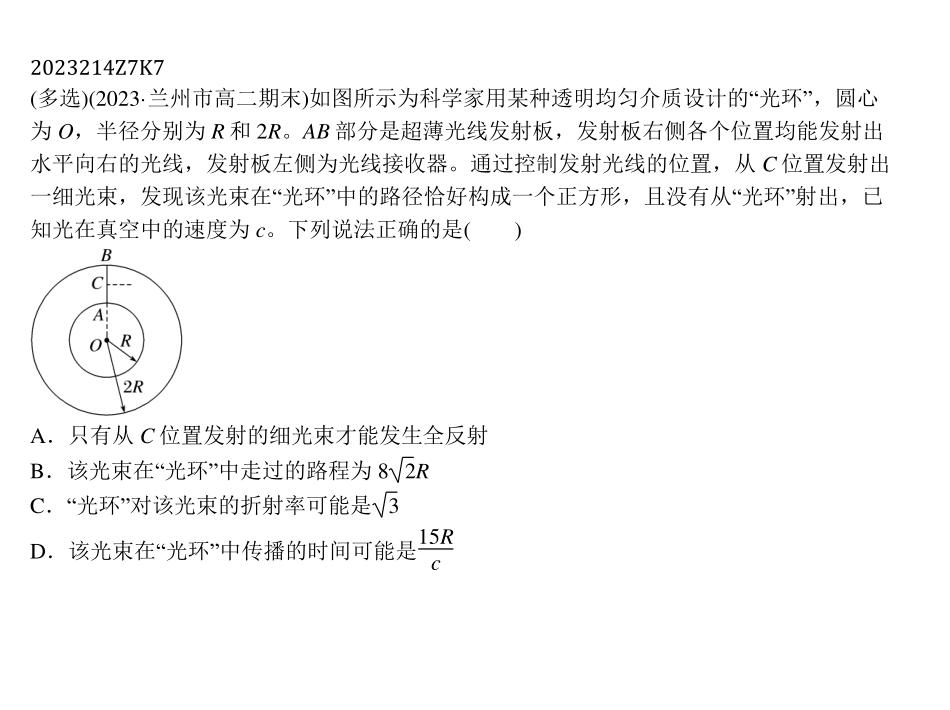 2023214Z7K7
(多选)(2023·兰州市高二期末)如图所示为科学家用某种透明均匀介质设计的“光环”，圆心
为 O，半径分别为 R 和 2R。AB 部分是超薄光线发射板，发射板右侧各个位置均能发射出
水平向右的光线，发射板左侧为光线接收器。通过控制发射光线的位置，从 C 位置发射出
一细光束，发现该光束在“光环”中的路径恰好构成一个正方形，且没有从“光环”射出，已
知光在真空中的速度为 c。下列说法正确的是(　　)
B
C
A
O R
2R
A．只有从 C 位置发射的细光束才能发生全反射
B．该光束在“光环”中走过的路程为 8√2R
C．“光环”对该光束的折射率可能是√3
D．该光束在“光环”中传播的时间可能是15R/c